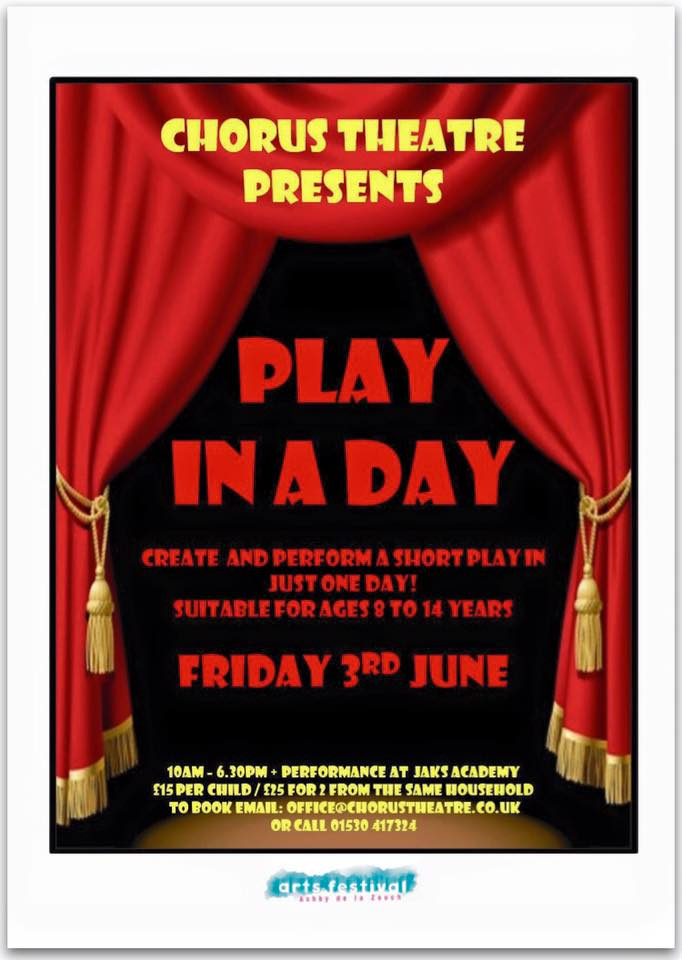 CHORUS THEATRE
PRESENTS
PLAY
IN A DAY
CREATE AND PERFORM A SHORT PLAY IN
JUST ONE DAY!
SUITABLE FOR AGES 8 TO 14 YEARS
FRIDAY 3RD JUNE
10AM - 6.30PM + PERFORMANCE AT JAKS ACADEMY
£15 PER CHILD / £25 FOR 2 FROM THE SAME HOUSEHOLD
TO BOOK EMAIL: OFFICE@CHORUSTHEATRE.CO.UK
OR CALL 01530 417324
arts festival
Ashby de la Zouch